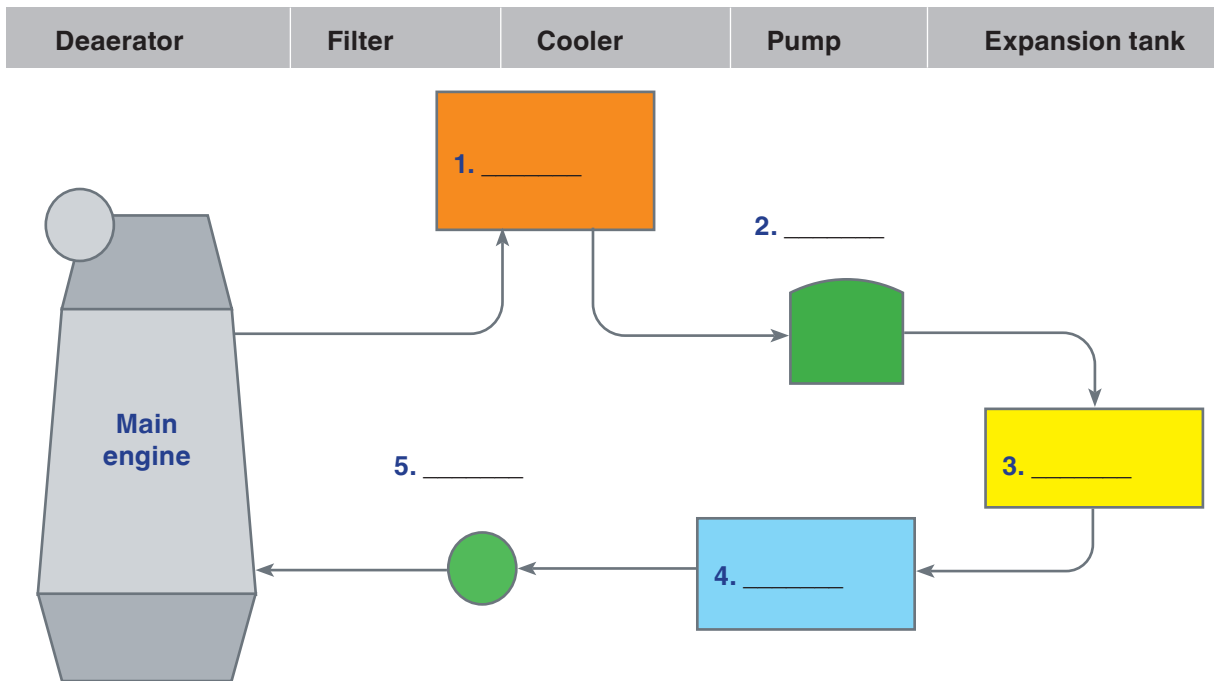 Deaerator Filter Cooler Pump Expansion tank
1. _______
2. _______
Main
engine
5. _______
3. _______
4. _______